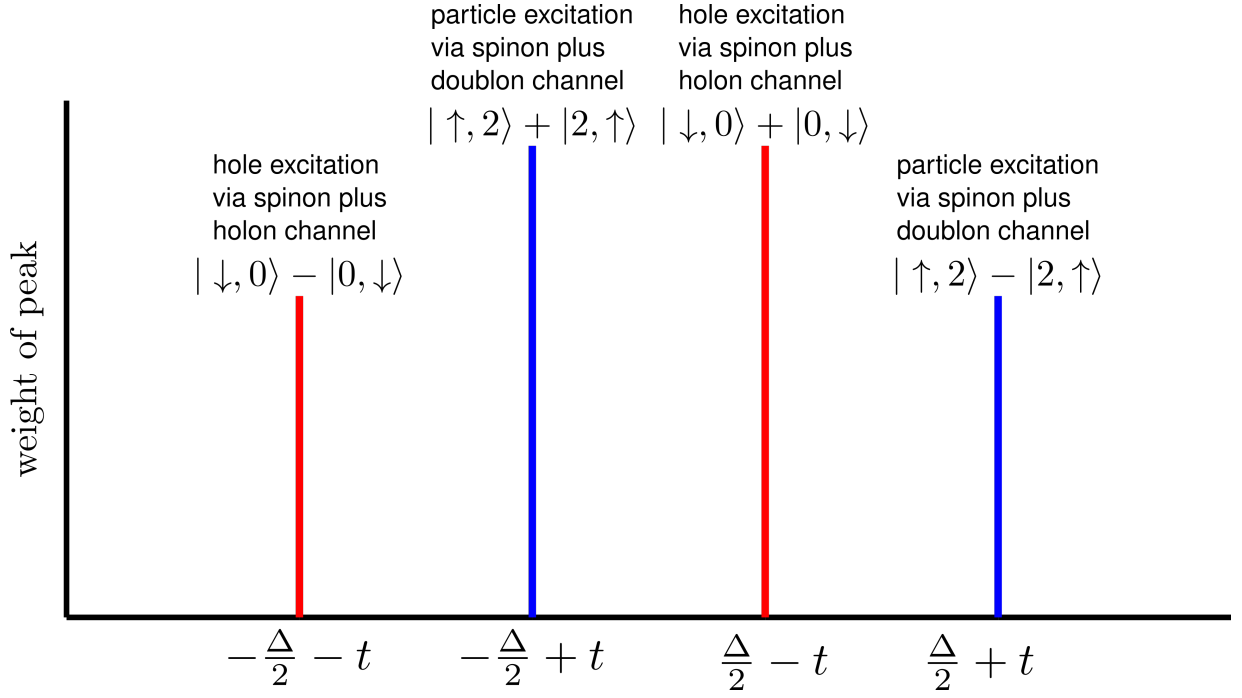 particle excitation
via spinon plus
doublon channel
| ↑, 2⟩ + |2, ↑⟩
hole excitation
via spinon plus
holon channel
| ↓, 0⟩ + |0, ↓⟩
hole excitation
via spinon plus
holon channel
| ↓, 0⟩ − |0, ↓⟩
particle excitation
via spinon plus
doublon channel
| ↑, 2⟩ − |2, ↑⟩
weight of peak
−Δ/2 − t
−Δ/2 + t
Δ/2 − t
Δ/2 + t